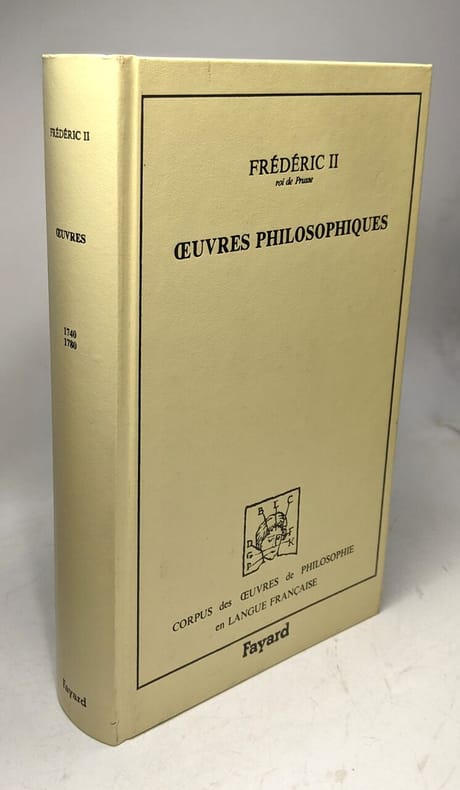 FRÉDÉRIC II
ŒUVRES
1740
1780
Fayard
FRÉDÉRIC II
roi de Prusse
ŒUVRES PHILOSOPHIQUES
CORPUS des ŒUVRES de PHILOSOPHIE
en LANGUE FRANÇAISE
Fayard